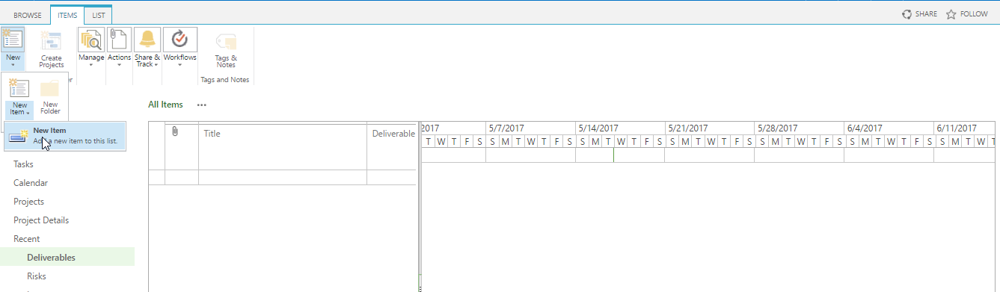 BROWSE ITEMS LIST SHARE FOLLOW
New Create Projects Manage Actions Share & Track Workflows Tags & Notes
er Tags and Notes
New Item New Folder
All Items ...
New Item
Add a new item to this list.
Title Deliverable
2017 5/7/2017 5/14/2017 5/21/2017 5/28/2017 6/4/2017 6/11/2017
T W T F S S M T W T F S S M T W T F S S M T W T F S S M T W T F S S M T W T F S S M T W T
Tasks
Calendar
Projects
Project Details
Recent
Deliverables
Risks